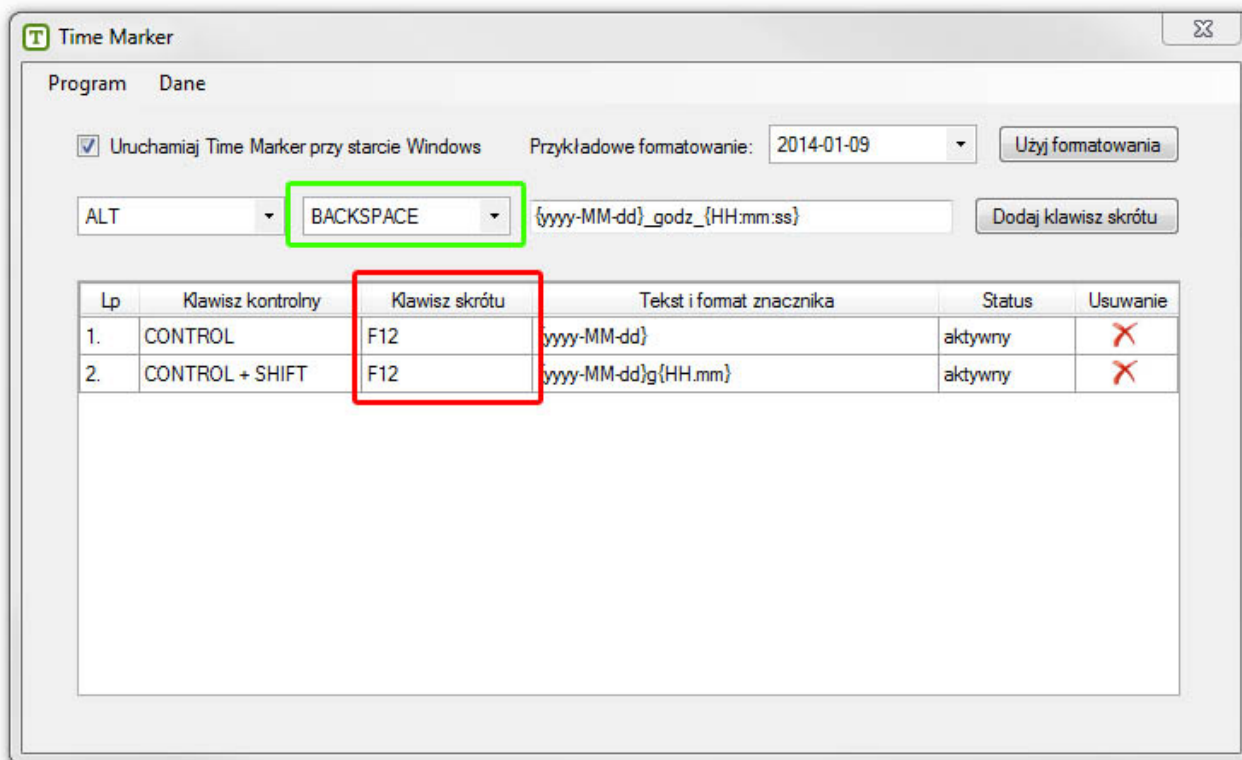 T Time Marker
Program Dane
Uruchamiaj Time Marker przy starcie Windows Przykładowe formatowanie: 2014-01-09 Użyj formatowania
ALT BACKSPACE {yyyy-MM-dd}_godz_{HH:mm:ss} Dodaj klawisz skrótu
Lp Klawisz kontrolny Klawisz skrótu Tekst i format znacznika Status Usuwanie
1. CONTROL F12 {yyyy-MM-dd} aktywny
2. CONTROL + SHIFT F12 {yyyy-MM-dd}g{HH.mm} aktywny